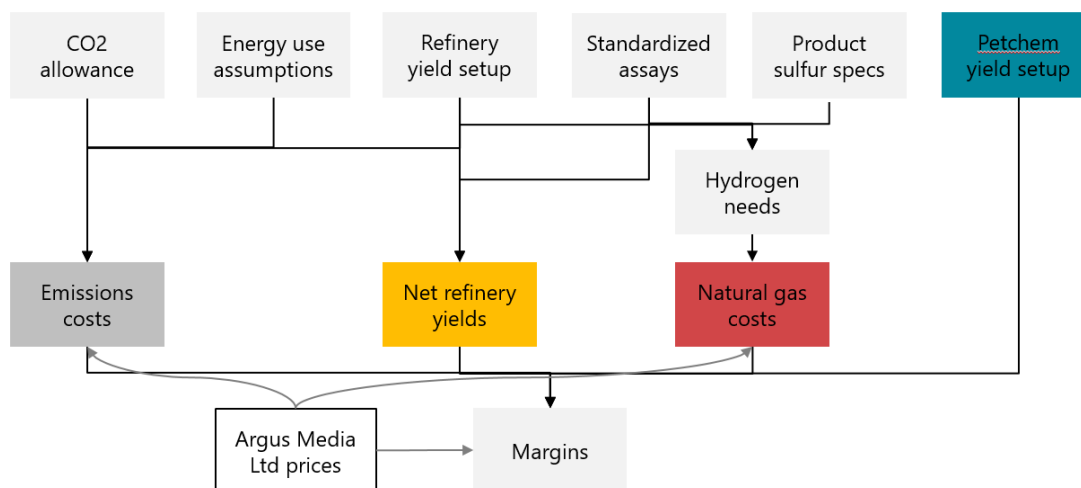 CO2
allowance
Energy use
assumptions
Refinery
yield setup
Standardized
assays
Product
sulfur specs
Petchem
yield setup
Hydrogen
needs
Emissions
costs
Net refinery
yields
Natural gas
costs
Argus Media
Ltd prices
Margins